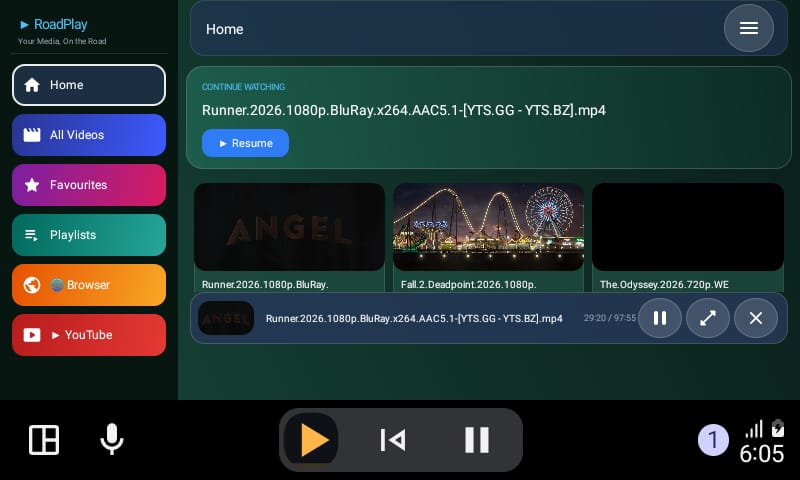 ► RoadPlay
Your Media, On the Road
Home
All Videos
Favourites
Playlists
Browser
► YouTube
Home
CONTINUE WATCHING
Runner.2026.1080p.BluRay.x264.AAC5.1-[YTS.GG - YTS.BZ].mp4
► Resume
ANGEL
Runner.2026.1080p.BluRay.
Fall.2.Deadpoint.2026.1080p.
The.Odyssey.2026.720p.WE
ANGEL
Runner.2026.1080p.BluRay.x264.AAC5.1-[YTS.GG - YTS.BZ].mp4
29:20 / 97:55
1
6:05